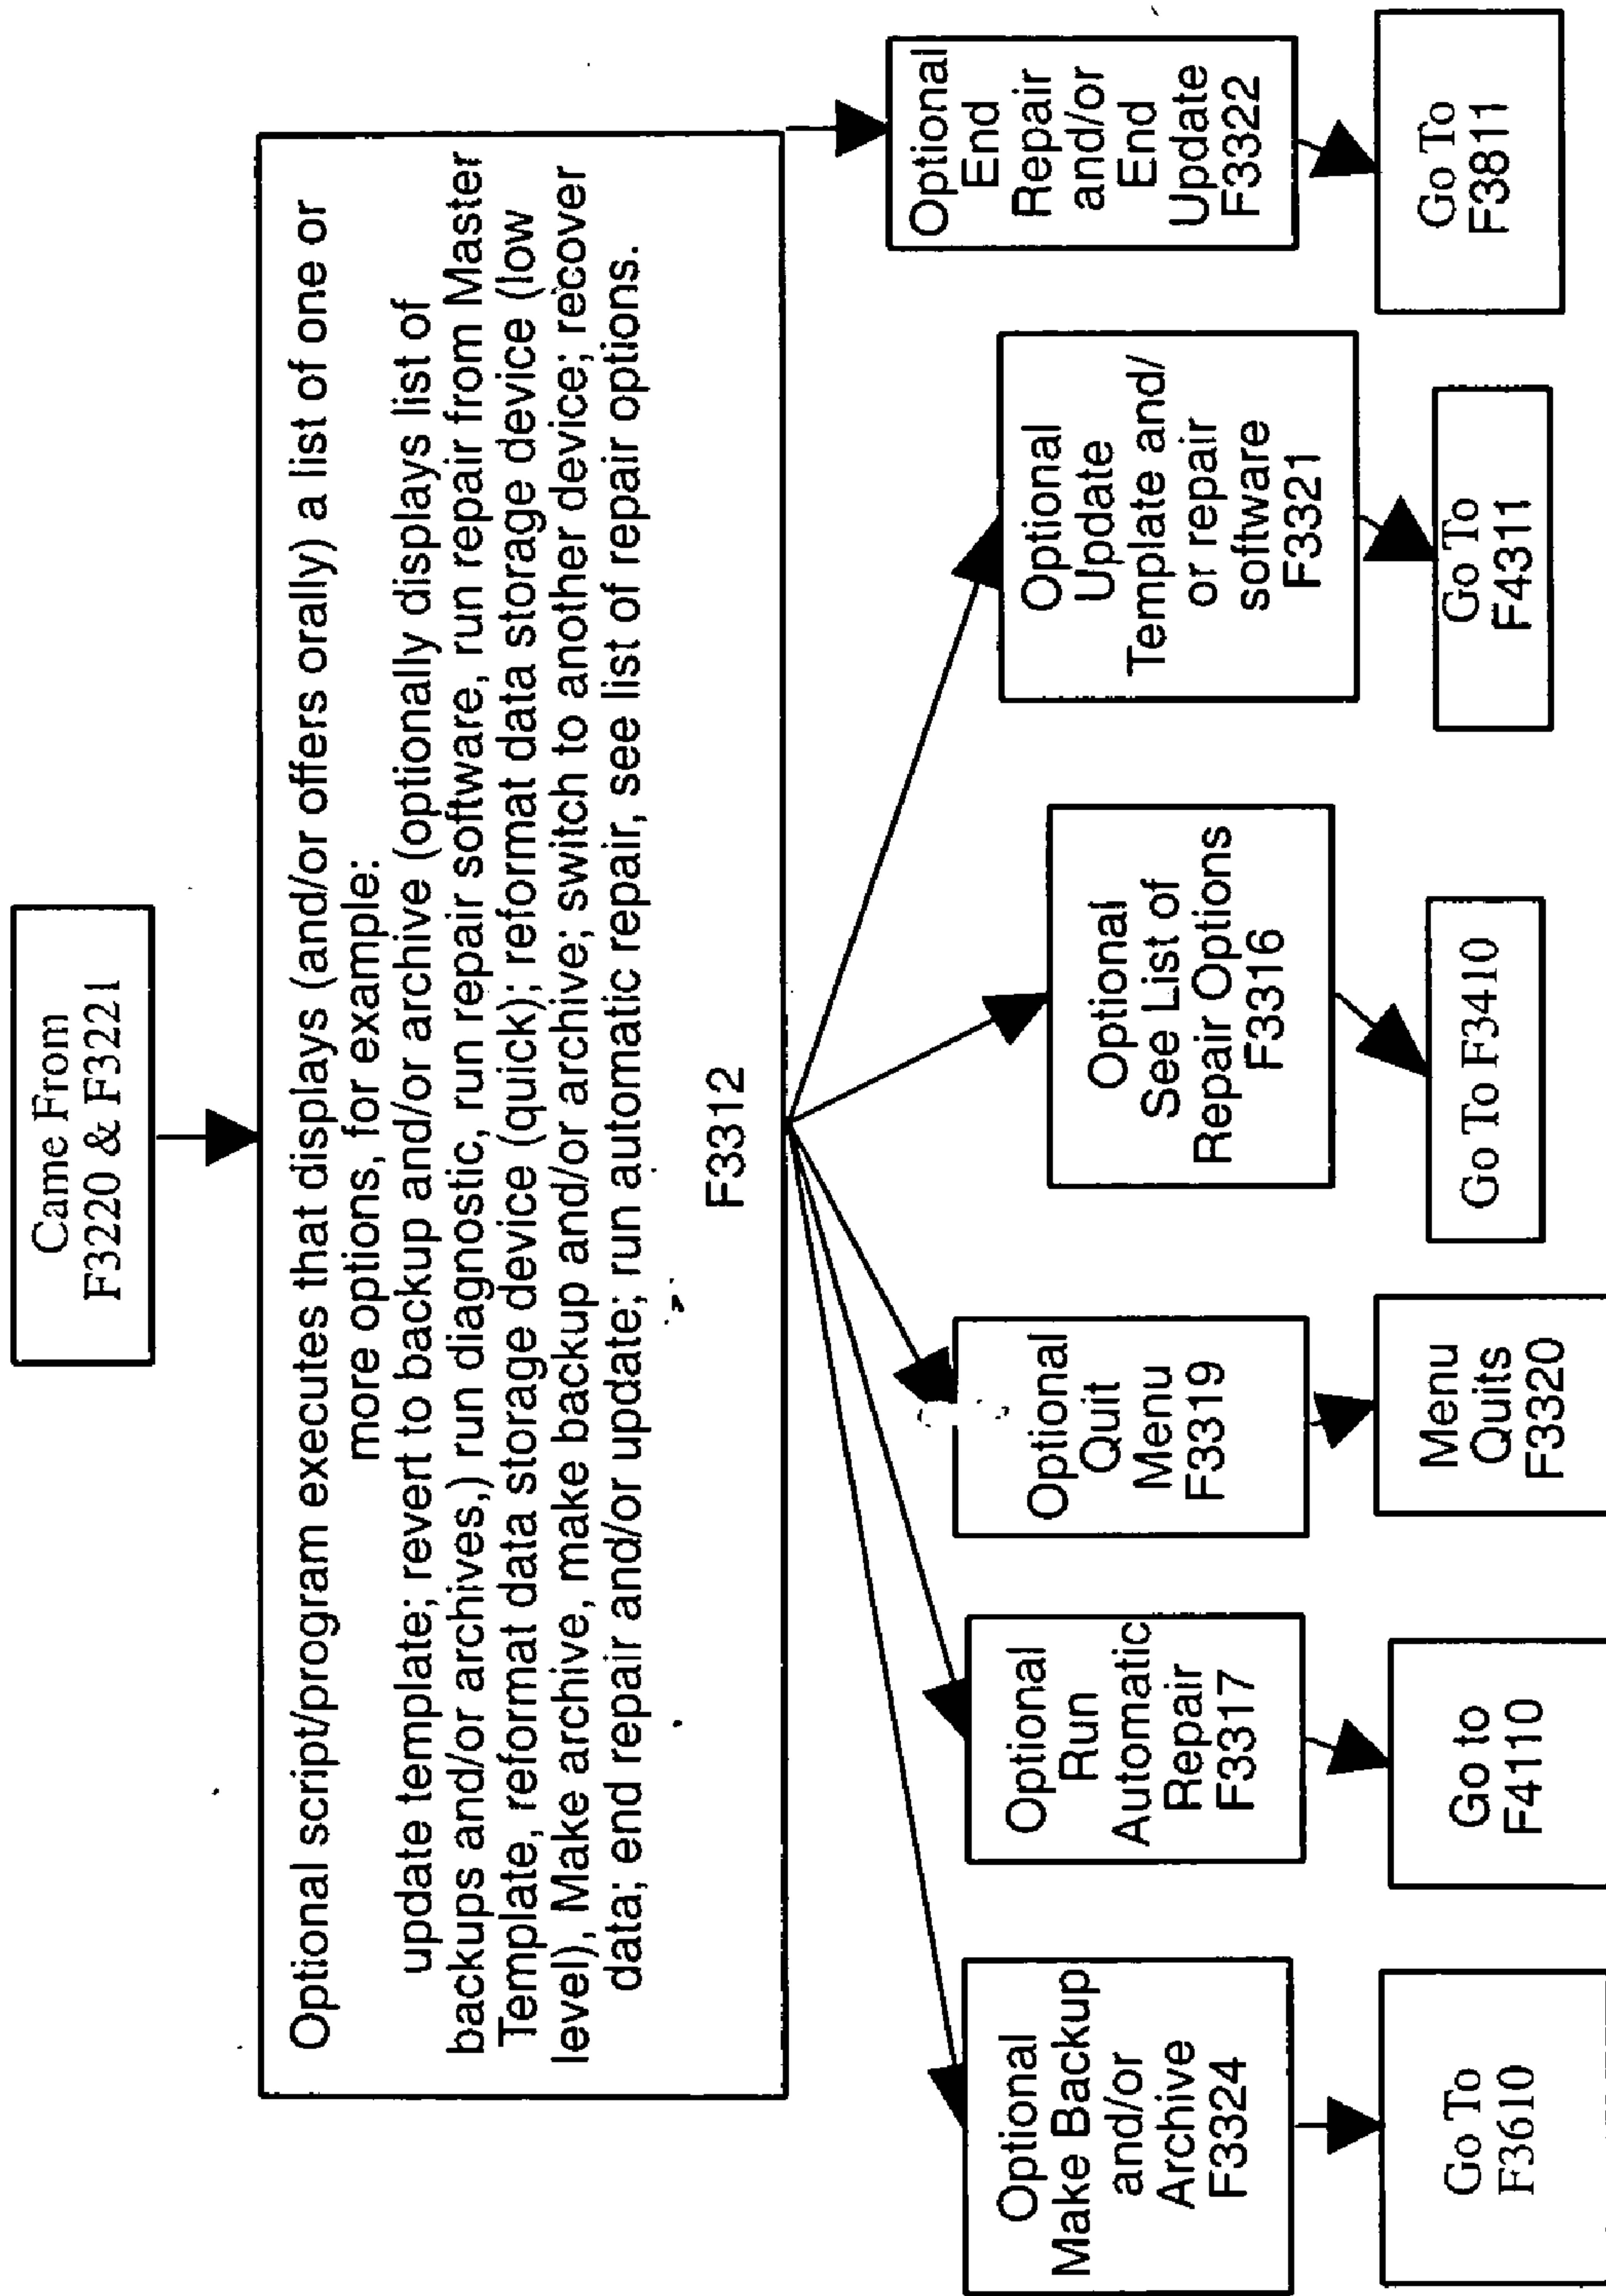 Came From
F3220 & F3221
Optional script/program executes that displays (and/or offers orally) a list of one or
more options, for example:
update template; revert to backup and/or archive (optionally displays list of
backups and/or archives,) run diagnostic, run repair software, run repair from Master
Template, reformat data storage device (quick); reformat data storage device (low
level), Make archive, make backup and/or archive; switch to another device; recover
data; end repair and/or update; run automatic repair, see list of repair options.
F3312
Optional
Make Backup
and/or
Archive
F3324
Go To
F3610
Optional
Run
Automatic
Repair
F3317
Go to
F4110
Optional
Quit
Menu
F3319
Menu
Quits
F3320
Optional
See List of
Repair Options
F3316
Go To F3410
Optional
Update
Template and/
or repair
software
F3321
Go To
F4311
Optional
End
Repair
and/or
End
Update
F3322
Go To
F3811